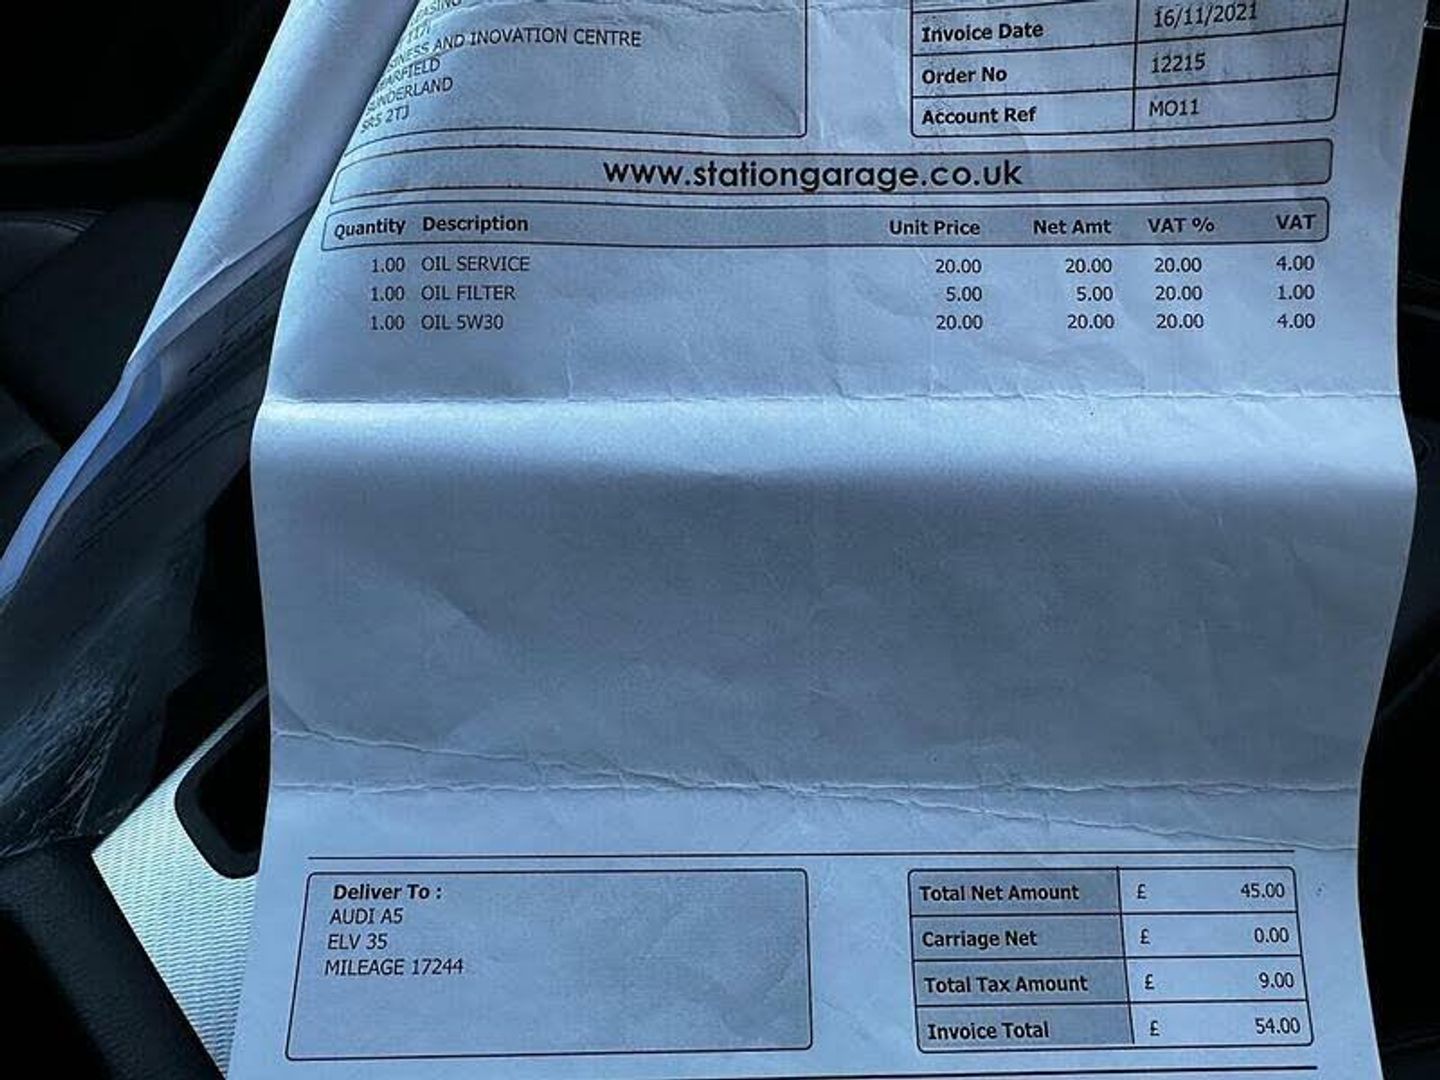 AND INOVATION CENTRE
SUNDERLAND
SR5 2TJ
Invoice Date 16/11/2021
Order No 12215
Account Ref MO11
www.stationgarage.co.uk
Quantity Description Unit Price Net Amt VAT % VAT
1.00 OIL SERVICE 20.00 20.00 20.00 4.00
1.00 OIL FILTER 5.00 5.00 20.00 1.00
1.00 OIL 5W30 20.00 20.00 20.00 4.00
Deliver To :
AUDI A5
ELV 35
MILEAGE 17244
Total Net Amount £ 45.00
Carriage Net £ 0.00
Total Tax Amount £ 9.00
Invoice Total £ 54.00